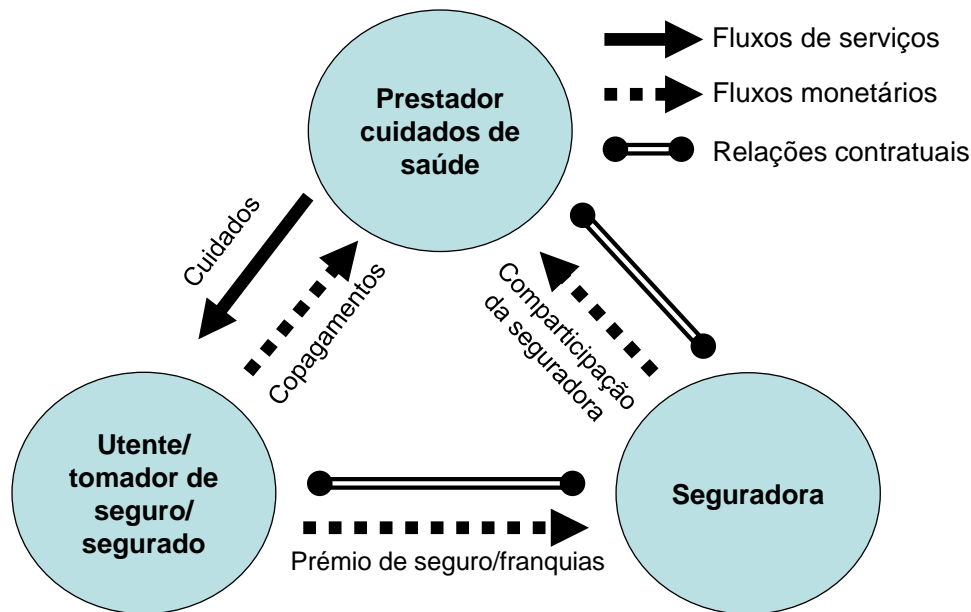 Prestador
cuidados de
saúde
Fluxos de serviços
Fluxos monetários
Relações contratuais
Cuidados
Copagamentos
Comparticipação
da seguradora
Utente/
tomador de
seguro/
segurado
Seguradora
Prémio de seguro/franquias